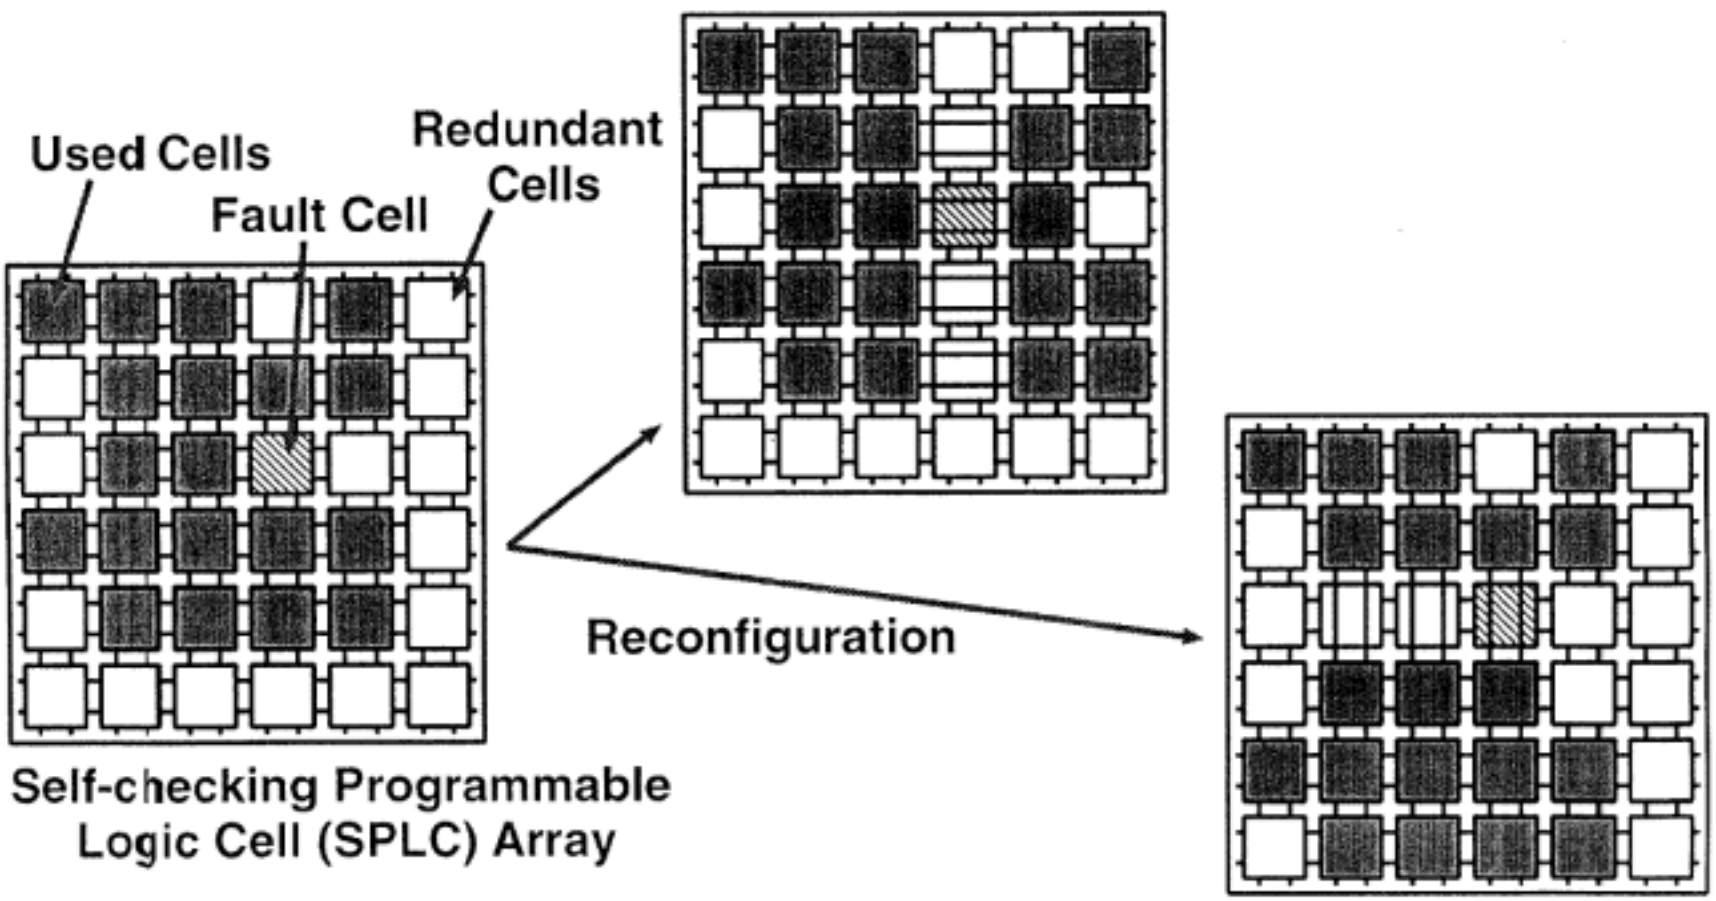 Used Cells
Fault Cell
Redundant
Cells
Reconfiguration
Self-checking Programmable
Logic Cell (SPLC) Array